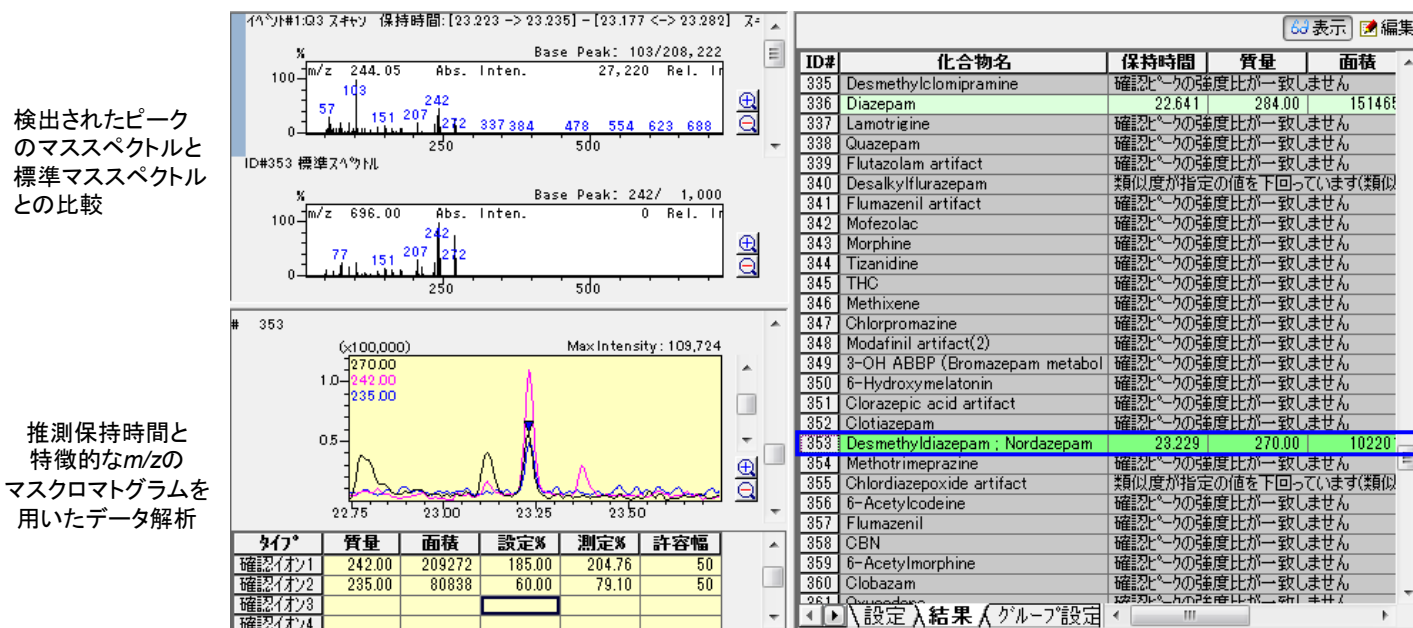 検出されたピーク
のマススペクトルと
標準マススペクトル
との比較
推測保持時間と
特徴的なm/zの
マスクロマトグラムを
用いたデータ解析
イベント#1:Q3 スキャン 保持時間:[23.223 -> 23.235] - [23.177 <-> 23.282]
% Base Peak: 103/208,222
m/z 244.05 Abs. Inten. 27,220 Rel. In
100
0
57 103 151 207 242 272 337 384 478 554 623 688
250 500
ID#353 標準スペクトル
% Base Peak: 242/ 1,000
m/z 696.00 Abs. Inten. 0 Rel. In
100
0
77 151 207 242 272
250 500
# 353
(x100,000) Max Intensity : 109,724
270.00
242.00
235.00
1.0
0.5
22.75 23.00 23.25 23.50
タイプ 質量 面積 設定% 測定% 許容幅
確認イオン1 242.00 209272 185.00 204.76 50
確認イオン2 235.00 80838 60.00 79.10 50
確認イオン3
確認イオン4
表示 編集
ID# 化合物名 保持時間 質量 面積
335 Desmethylclomipramine 確認ピークの強度比が一致しません
336 Diazepam 22.641 284.00 151465
337 Lamotrigine 確認ピークの強度比が一致しません
338 Quazepam 確認ピークの強度比が一致しません
339 Flutazolam artifact 確認ピークの強度比が一致しません
340 Desalkylflurazepam 類似度が指定の値を下回っています(類似
341 Flumazenil artifact 確認ピークの強度比が一致しません
342 Mofezolac 確認ピークの強度比が一致しません
343 Morphine 確認ピークの強度比が一致しません
344 Tizanidine 確認ピークの強度比が一致しません
345 THC 確認ピークの強度比が一致しません
346 Methixene 確認ピークの強度比が一致しません
347 Chlorpromazine 確認ピークの強度比が一致しません
348 Modafinil artifact(2) 確認ピークの強度比が一致しません
349 3-OH ABBP (Bromazepam metabol 確認ピークの強度比が一致しません
350 6-Hydroxymelatonin 確認ピークの強度比が一致しません
351 Clorazepic acid artifact 確認ピークの強度比が一致しません
352 Clotiazepam 確認ピークの強度比が一致しません
353 Desmethyldiazepam ; Nordazepam 23.229 270.00 10220
354 Methotrimeprazine 確認ピークの強度比が一致しません
355 Chlordiazepoxide artifact 類似度が指定の値を下回っています(類似
356 6-Acetylcodeine 確認ピークの強度比が一致しません
357 Flumazenil 確認ピークの強度比が一致しません
358 CBN 確認ピークの強度比が一致しません
359 6-Acetylmorphine 確認ピークの強度比が一致しません
360 Clobazam 確認ピークの強度比が一致しません
361 Oxycodone 確認ピークの強度比が一致しません
設定 結果 グループ設定